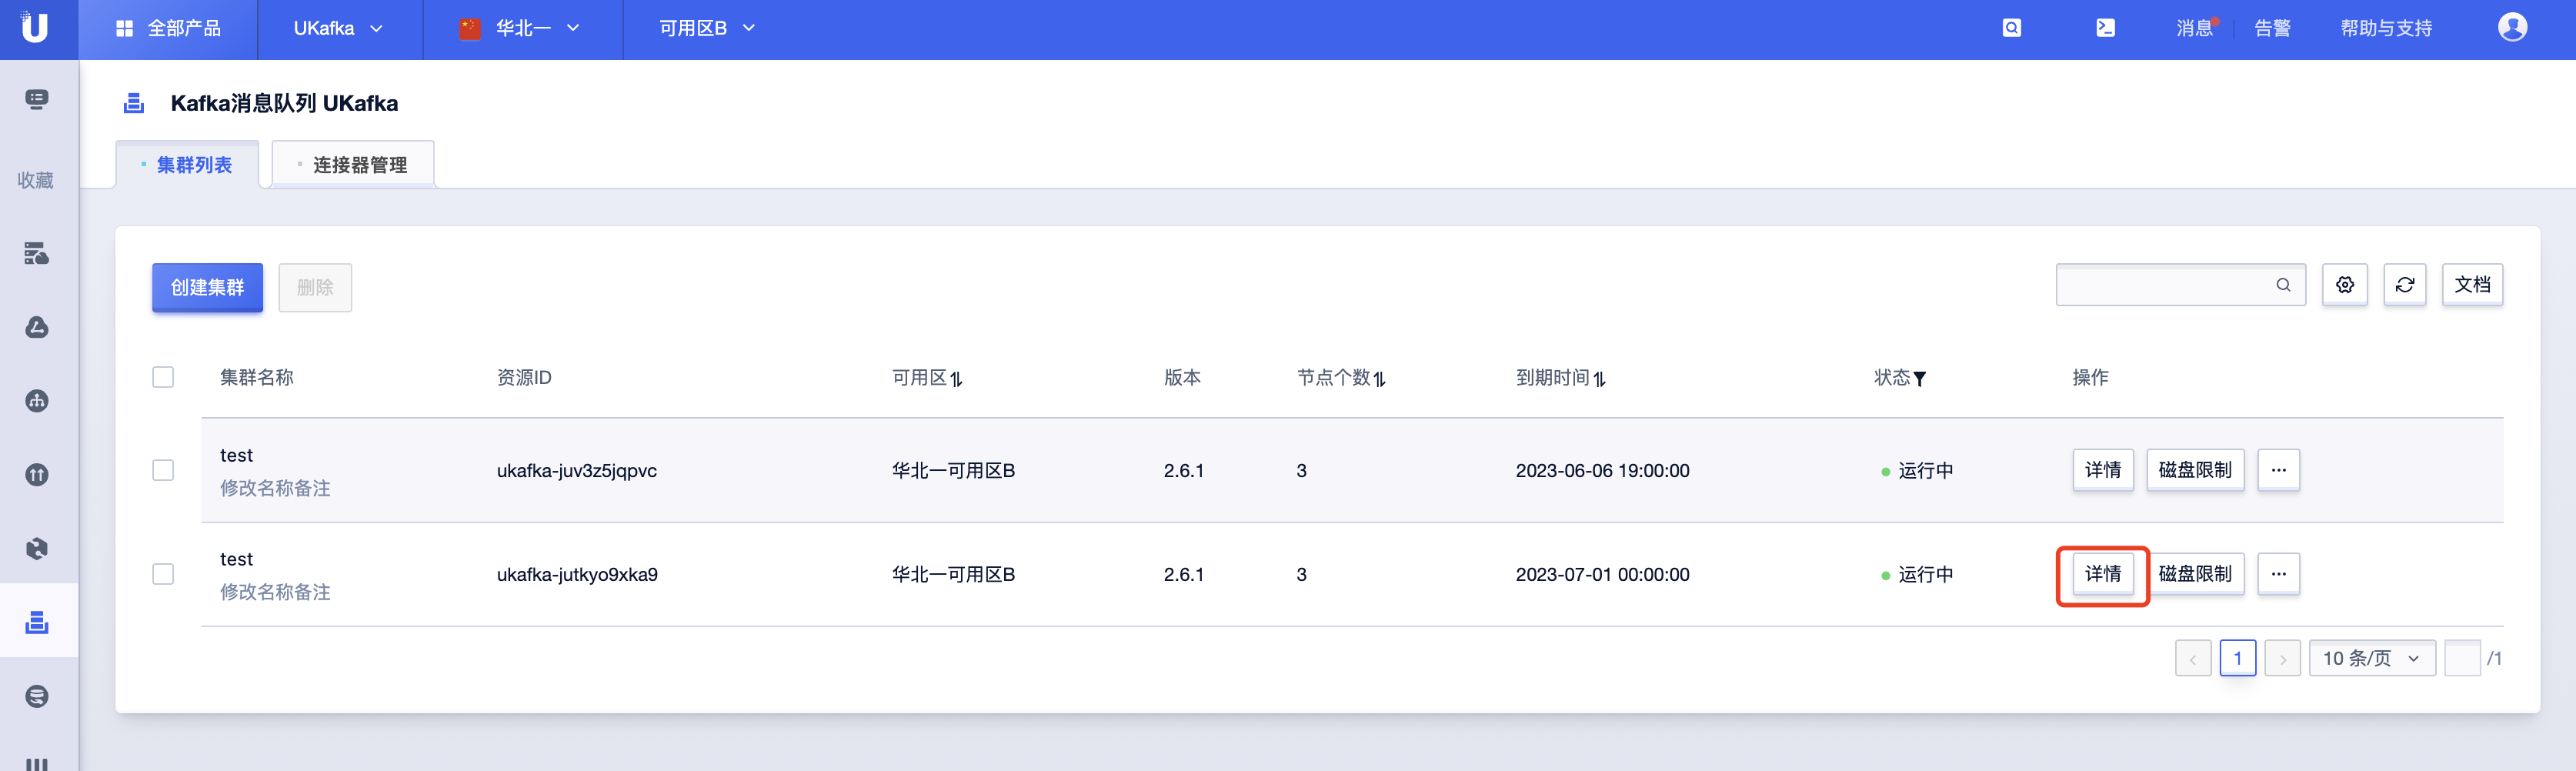 全部产品
UKafka
华北一
可用区B
消息
告警
帮助与支持
收藏
Kafka消息队列 UKafka
集群列表
连接器管理
创建集群
删除
文档
集群名称
资源ID
可用区
版本
节点个数
到期时间
状态
操作
test
修改名称备注
ukafka-juv3z5jqpvc
华北一可用区B
2.6.1
3
2023-06-06 19:00:00
运行中
详情
磁盘限制
...
test
修改名称备注
ukafka-jutkyo9xka9
华北一可用区B
2.6.1
3
2023-07-01 00:00:00
运行中
详情
磁盘限制
...
1
10 条/页
/1